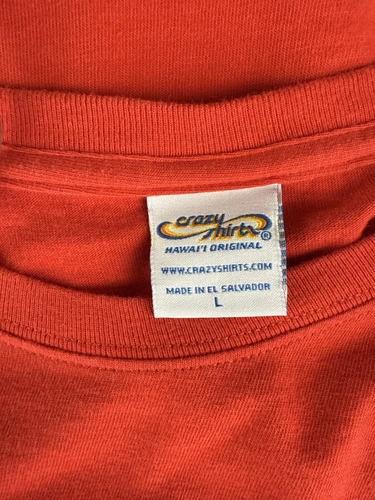 crazy
shirts®
HAWAI'I ORIGINAL
WWW.CRAZYSHIRTS.COM
MADE IN EL SALVADOR
L